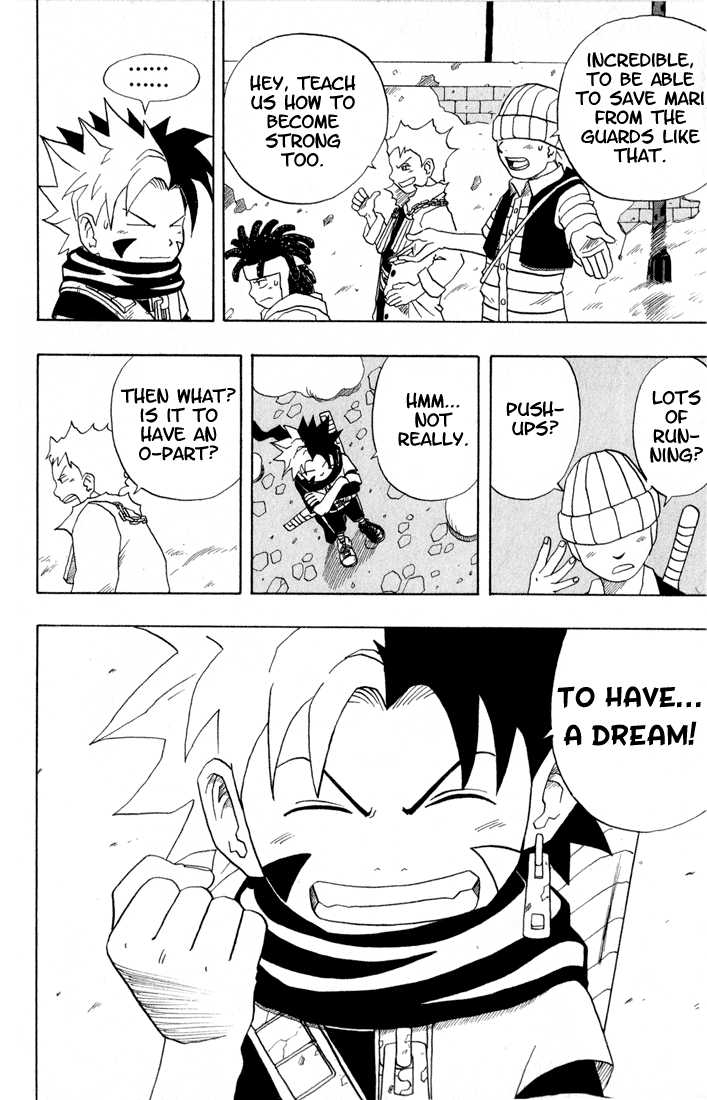 INCREDIBLE,
TO BE ABLE
TO SAVE MARI
FROM THE
GUARDS LIKE
THAT.
HEY, TEACH
US HOW TO
BECOME
STRONG
TOO.
......
......
LOTS
OF
RUN-
NING?
PUSH-
UPS?
HMM...
NOT
REALLY.
THEN WHAT?
IS IT TO
HAVE AN
O-PART?
TO HAVE...
A DREAM!